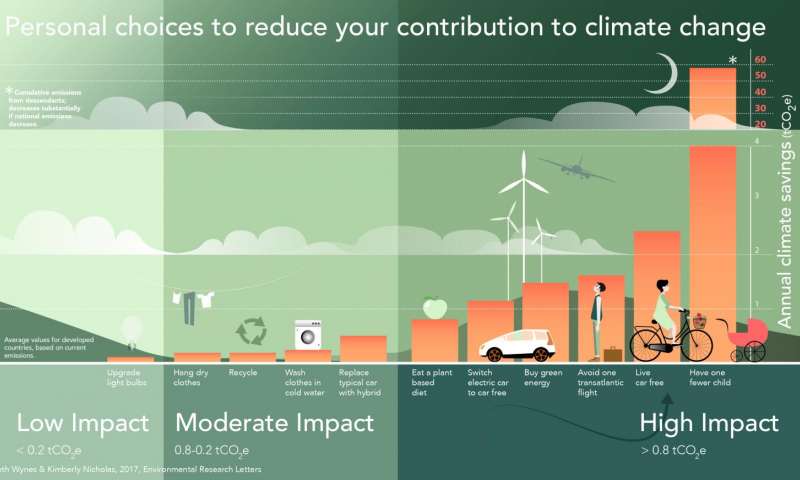 Personal choices to reduce your contribution to climate change
* Cumulative emissions
from descendants;
decreases substantially
if national emissions
decrease.
*
60
50
40
30
20
4
3
2
1
Annual climate savings (tCO₂e)
Average values for developed
countries, based on current
emissions.
Upgrade
light bulbs
Hang dry
clothes
Recycle
Wash
clothes in
cold water
Replace
typical car
with hybrid
Eat a plant
based
diet
Switch
electric car
to car free
Buy green
energy
Avoid one
transatlantic
flight
Live
car free
Have one
fewer child
Low Impact
< 0.2 tCO₂e
Moderate Impact
0.8-0.2 tCO₂e
High Impact
> 0.8 tCO₂e
eth Wynes & Kimberly Nicholas, 2017, Environmental Research Letters